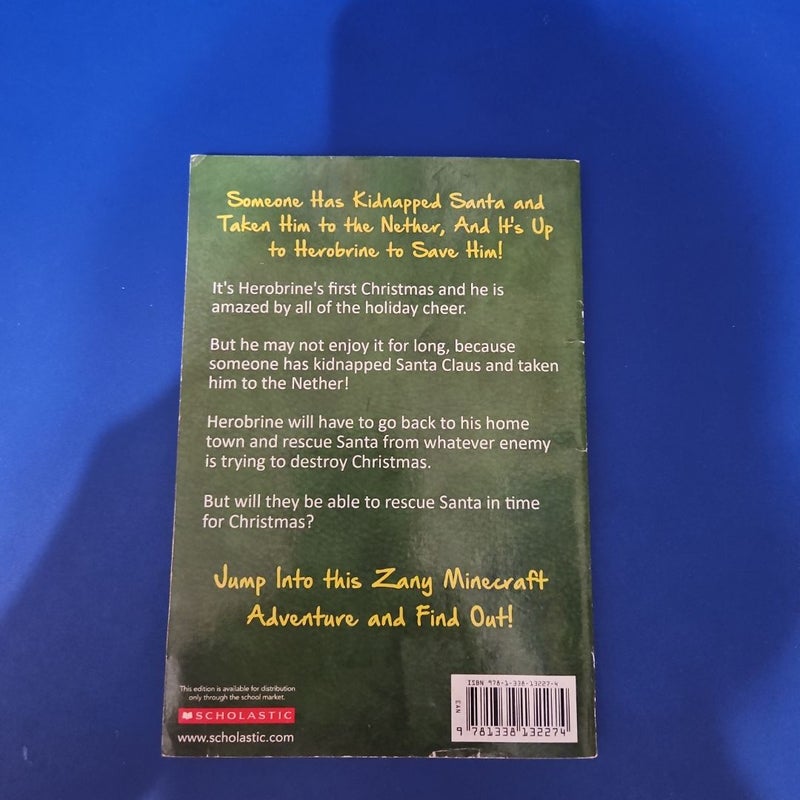 Someone Has Kidnapped Santa and
Taken Him to the Nether, And It's Up
to Herobrine to Save Him!
It's Herobrine's first Christmas and he is
amazed by all of the holiday cheer.
But he may not enjoy it for long, because
someone has kidnapped Santa Claus and taken
him to the Nether!
Herobrine will have to go back to his home
town and rescue Santa from whatever enemy
is trying to destroy Christmas.
But will they be able to rescue Santa in time
for Christmas?
Jump Into this Zany Minecraft
Adventure and Find Out!
This edition is available for distribution
only through the school market.
SCHOLASTIC
www.scholastic.com
ISBN 978-1-338-13227-4
EAN
9 781338 132274